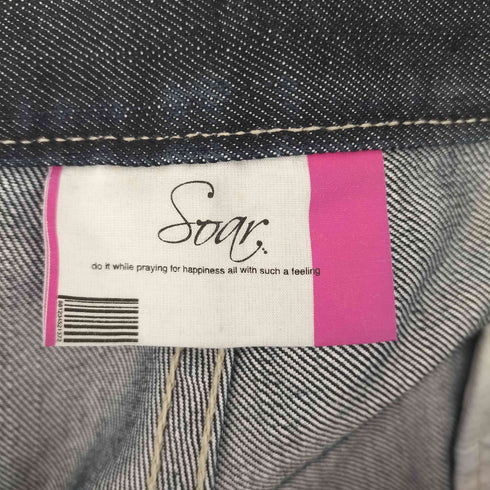 Soar.
do it while praying for happiness all with such a feeling